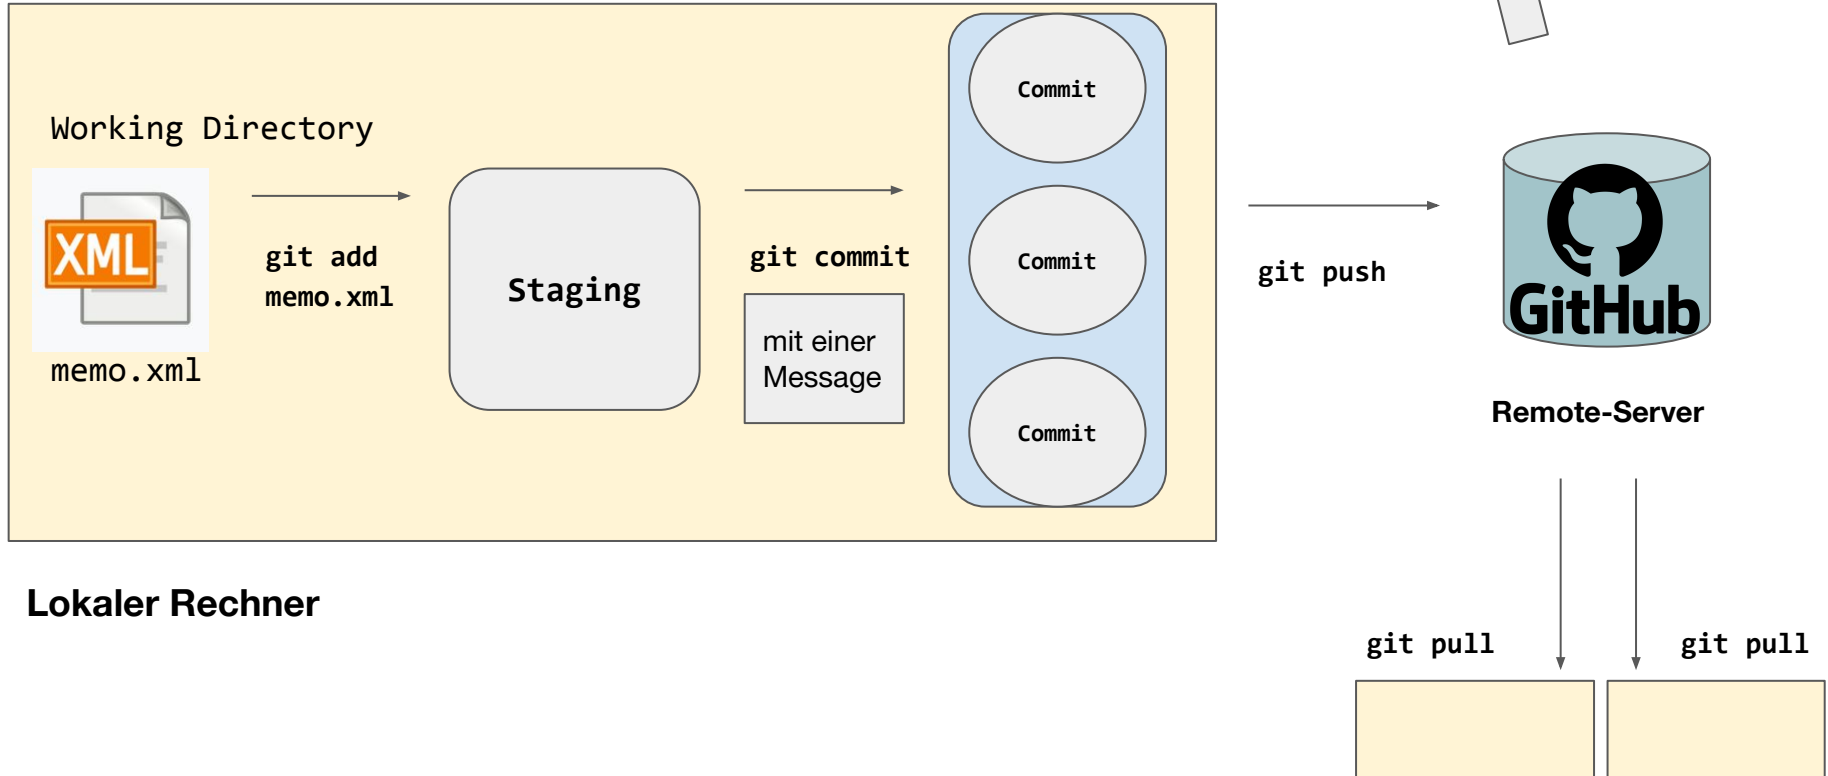 Working Directory
XML
memo.xml
git add
memo.xml
Staging
git commit
mit einer
Message
Commit
Commit
Commit
git push
GitHub
Remote-Server
Lokaler Rechner
git pull
git pull